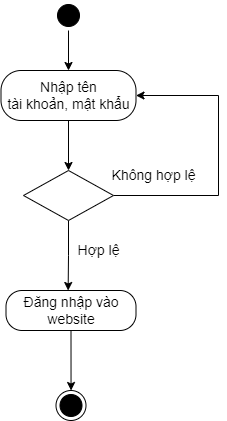 Nhập tên
tài khoản, mật khẩu
Không hợp lệ
Hợp lệ
Đăng nhập vào
website